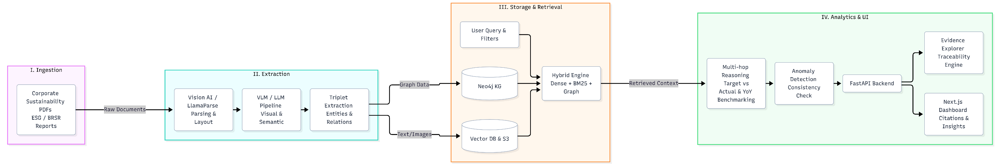 I. Ingestion
Corporate
Sustainability
PDFs
ESG / BRSR
Reports
Raw Documents
II. Extraction
Vision AI /
LlamaParse
Parsing &
Layout
VLM / LLM
Pipeline
Visual &
Semantic
Triplet
Extraction
Entities &
Relations
Graph Data
Text/Images
III. Storage & Retrieval
User Query &
Filters
Neo4j KG
Vector DB & S3
Hybrid Engine
Dense + BM25 +
Graph
Retrieved Context
IV. Analytics & UI
Multi-hop
Reasoning
Target vs
Actual & YoY
Benchmarking
Anomaly
Detection
Consistency
Check
FastAPI Backend
Evidence
Explorer
Traceability
Engine
Next.js
Dashboard
Citations &
Insights